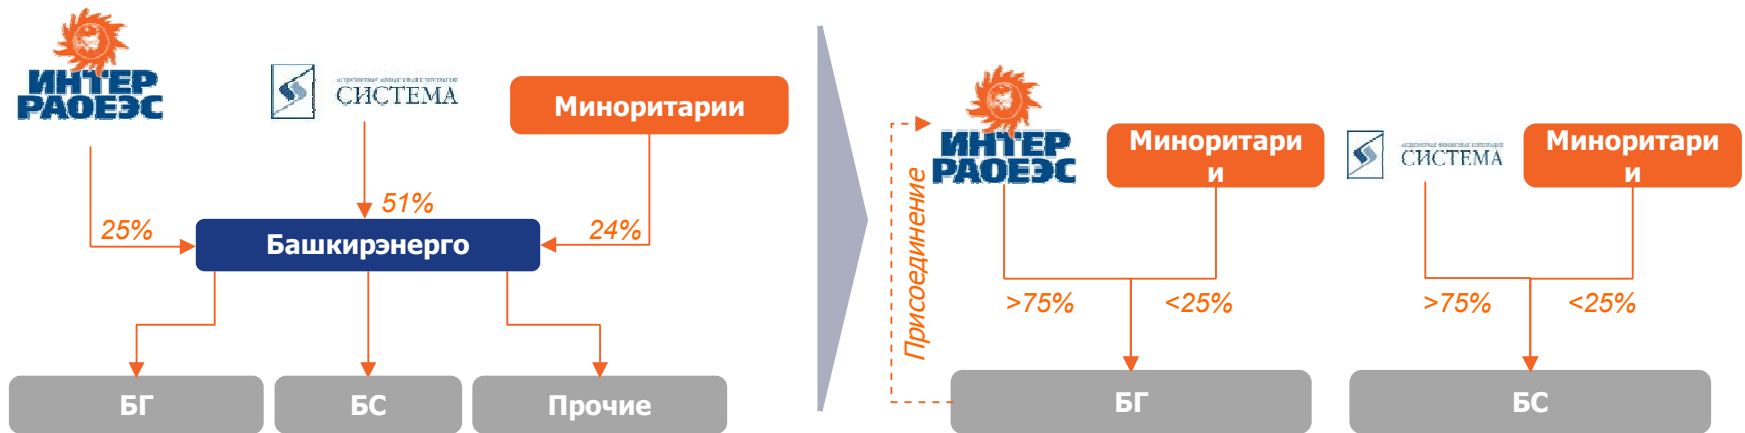 ИНТЕР
РАОЕЭС
СИСТЕМА
Миноритарии
25%
51%
24%
Башкирэнерго
БГ
БС
Прочие
Присоединение
ИНТЕР
РАОЕЭС
Миноритари
и
СИСТЕМА
Миноритари
и
>75%
<25%
>75%
<25%
БГ
БС